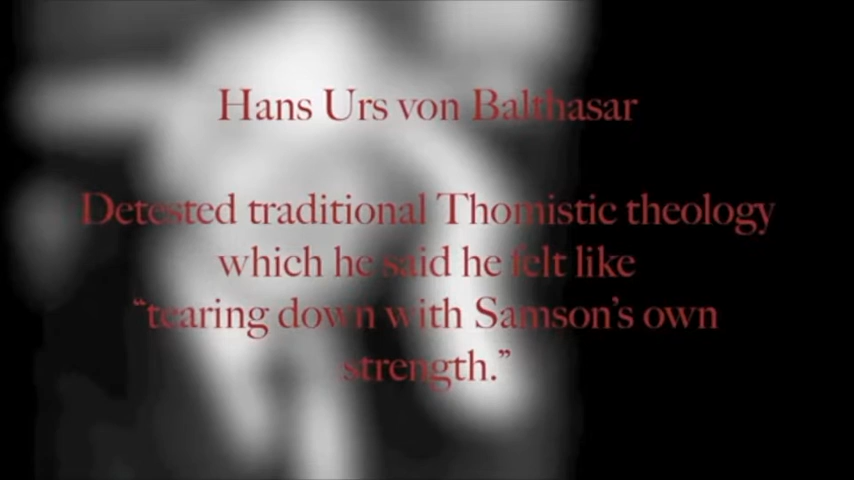 Hans Urs von Balthasar
Detested traditional Thomistic theology
which he said he felt like
“tearing down with Samson’s own
strength.”